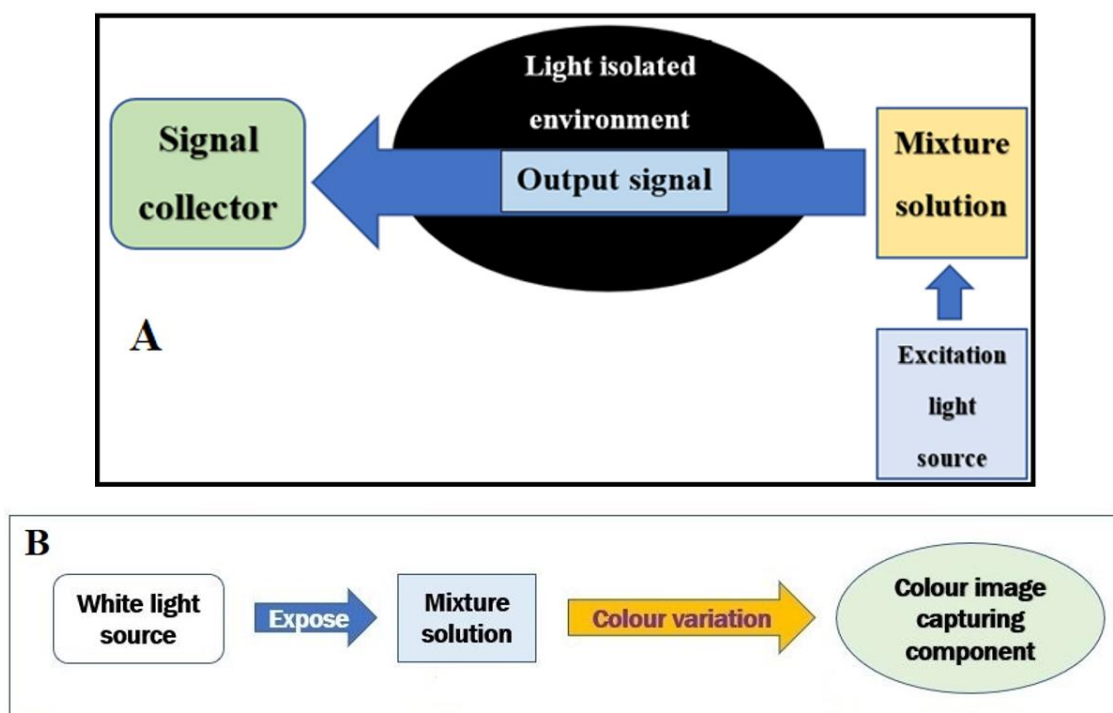 Light isolated
environment
Signal
collector
Output signal
Mixture
solution
A
Excitation
light
source
B
White light
source
Expose
Mixture
solution
Colour variation
Colour image
capturing
component